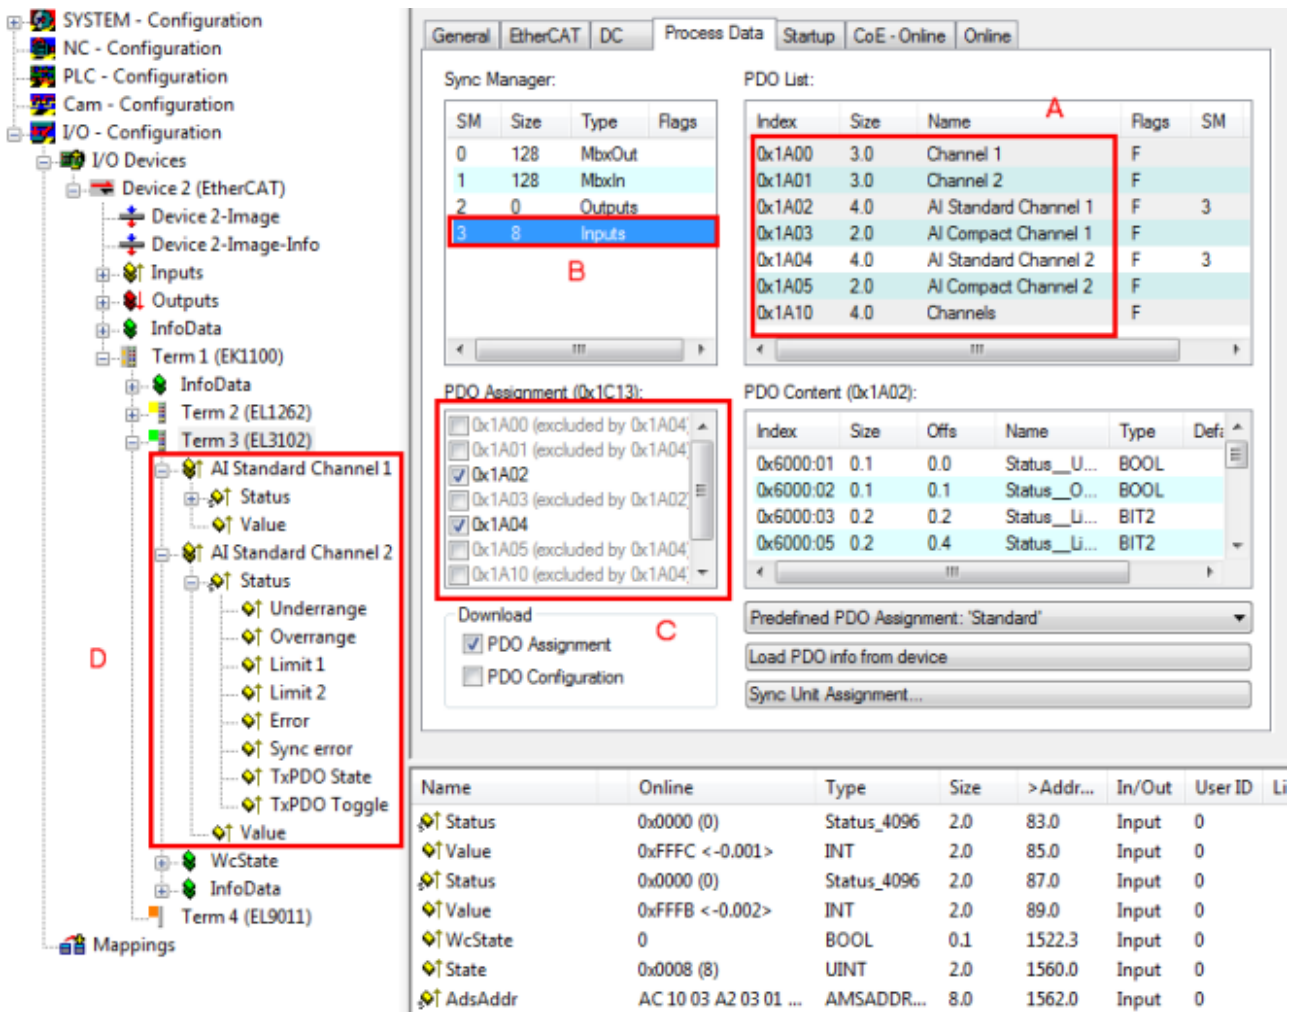 SYSTEM - Configuration
NC - Configuration
PLC - Configuration
Cam - Configuration
I/O - Configuration
I/O Devices
Device 2 (EtherCAT)
Device 2-Image
Device 2-Image-Info
Inputs
Outputs
InfoData
Term 1 (EK1100)
InfoData
Term 2 (EL1262)
Term 3 (EL3102)
AI Standard Channel 1
Status
Value
AI Standard Channel 2
Status
Underrange
Overrange
Limit 1
Limit 2
Error
Sync error
TxPDO State
TxPDO Toggle
Value
WcState
InfoData
Term 4 (EL9011)
Mappings
D
General EtherCAT DC Process Data Startup CoE - Online Online
Sync Manager:
SM Size Type Flags
0 128 MbxOut
1 128 MbxIn
2 0 Outputs
3 8 Inputs
B
PDO List:
A
Index Size Name Flags SM
0x1A00 3.0 Channel 1 F
0x1A01 3.0 Channel 2 F
0x1A02 4.0 AI Standard Channel 1 F 3
0x1A03 2.0 AI Compact Channel 1 F
0x1A04 4.0 AI Standard Channel 2 F 3
0x1A05 2.0 AI Compact Channel 2 F
0x1A10 4.0 Channels F
PDO Assignment (0x1C13):
0x1A00 (excluded by 0x1A04)
0x1A01 (excluded by 0x1A04)
0x1A02
0x1A03 (excluded by 0x1A02)
0x1A04
0x1A05 (excluded by 0x1A04)
0x1A10 (excluded by 0x1A04)
C
PDO Content (0x1A02):
Index Size Offs Name Type Defa
0x6000:01 0.1 0.0 Status__U... BOOL
0x6000:02 0.1 0.1 Status__O... BOOL
0x6000:03 0.2 0.2 Status__Li... BIT2
0x6000:05 0.2 0.4 Status__Li... BIT2
Download
PDO Assignment
PDO Configuration
Predefined PDO Assignment: 'Standard'
Load PDO info from device
Sync Unit Assignment...
Name Online Type Size >Addr... In/Out User ID Li
Status 0x0000 (0) Status_4096 2.0 83.0 Input 0
Value 0xFFFC <-0.001> INT 2.0 85.0 Input 0
Status 0x0000 (0) Status_4096 2.0 87.0 Input 0
Value 0xFFFB <-0.002> INT 2.0 89.0 Input 0
WcState 0 BOOL 0.1 1522.3 Input 0
State 0x0008 (8) UINT 2.0 1560.0 Input 0
AdsAddr AC 10 03 A2 03 01 ... AMSADDR... 8.0 1562.0 Input 0